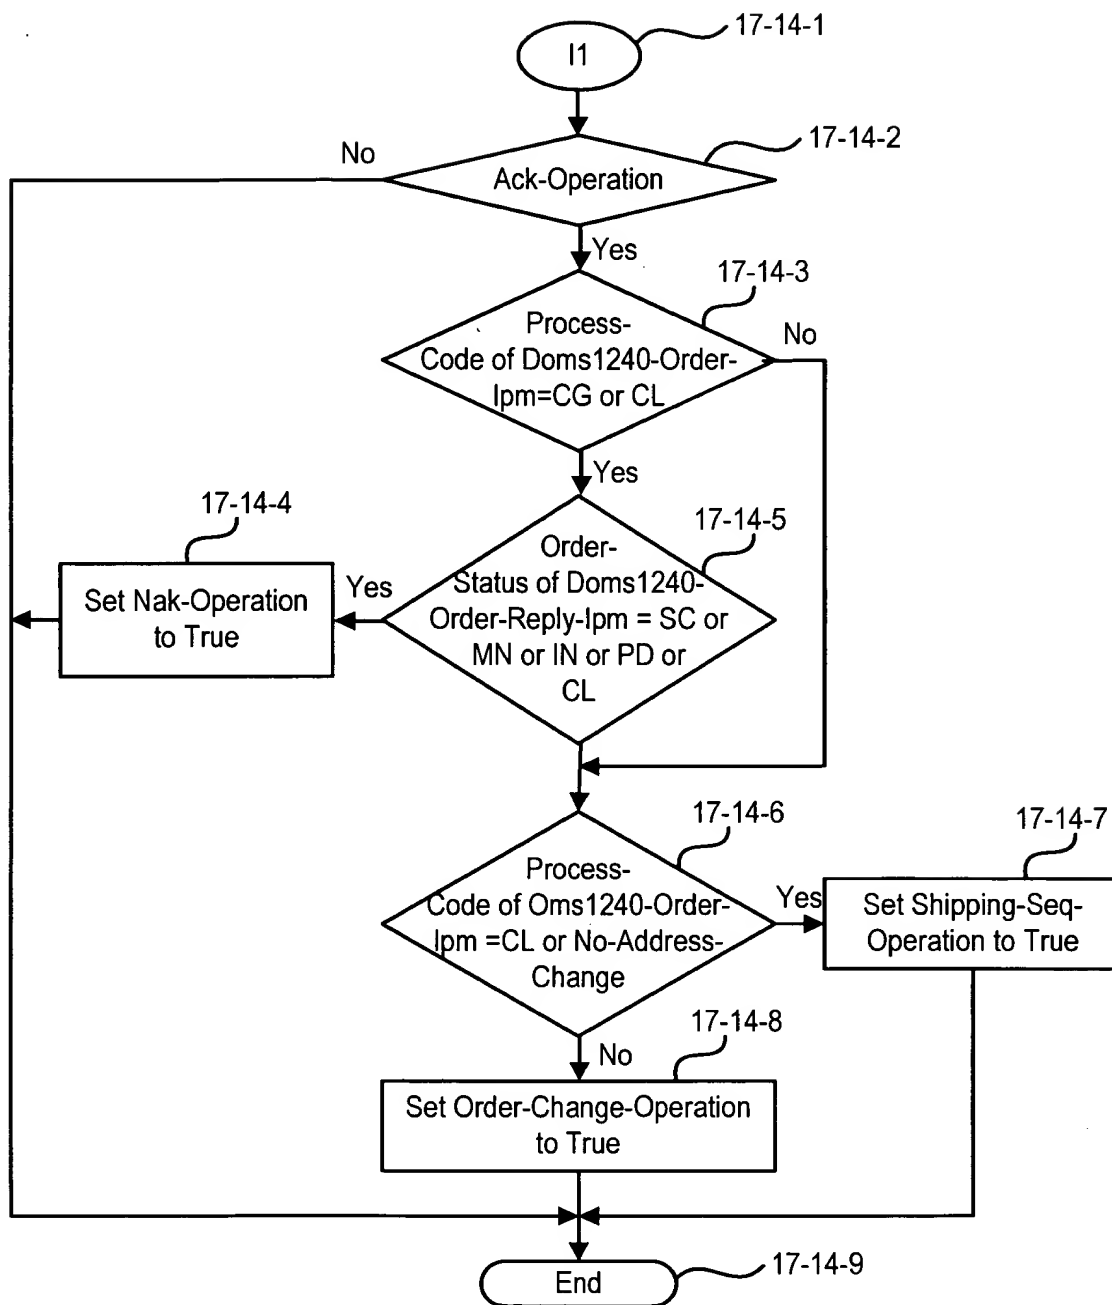 17-14-1
I1
17-14-2
No
Ack-Operation
Yes
17-14-3
Process-
Code of Doms1240-Order-
Ipm=CG or CL
No
Yes
17-14-4
17-14-5
Set Nak-Operation
to True
Yes
Order-
Status of Doms1240-
Order-Reply-Ipm = SC or
MN or IN or PD or
CL
17-14-6
17-14-7
Process-
Code of Oms1240-Order-
Ipm =CL or No-Address-
Change
Yes
Set Shipping-Seq-
Operation to True
No
17-14-8
Set Order-Change-Operation
to True
End
17-14-9